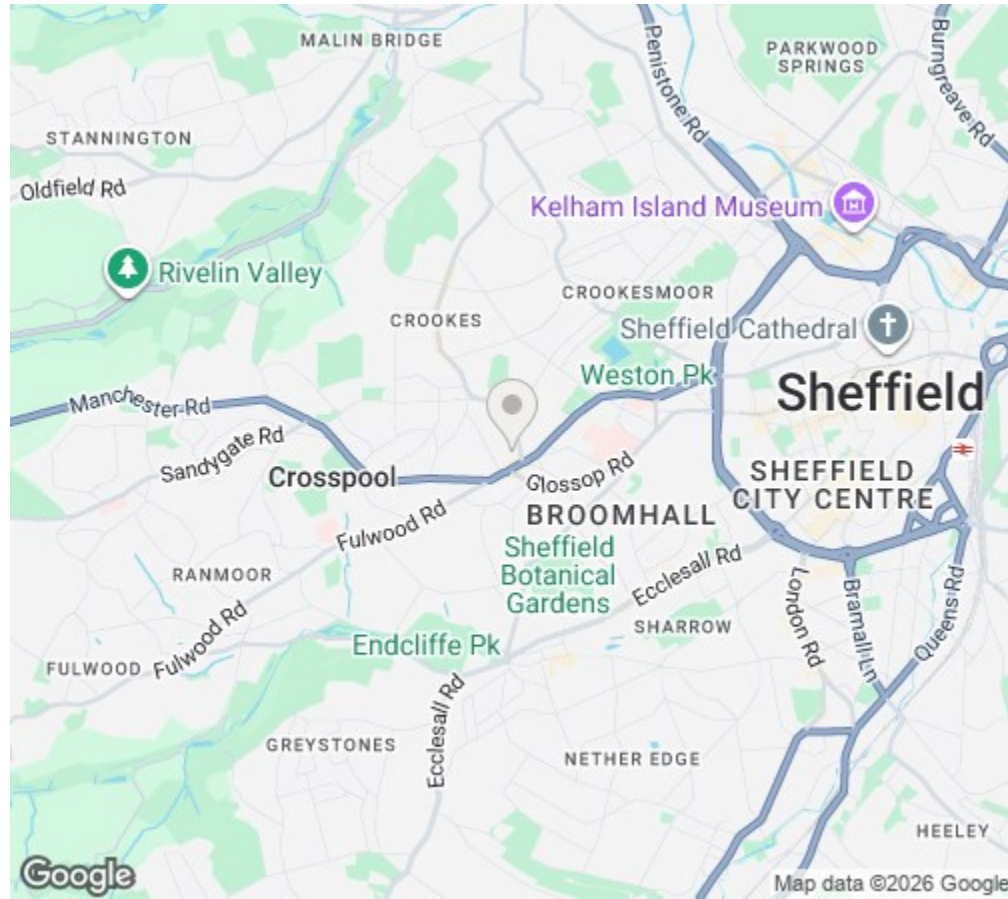 MALIN BRIDGE
PARKWOOD
SPRINGS
Penistone Rd
Burngreave Rd
STANNINGTON
Oldfield Rd
Kelham Island Museum
Rivelin Valley
CROOKESMOOR
CROOKES
Sheffield Cathedral
Weston Pk
Manchester Rd
Sheffield
Sandygate Rd
Crosspool
Glossop Rd
SHEFFIELD
CITY CENTRE
Fulwood Rd
BROOMHALL
Sheffield
Botanical
Gardens
Ecclesall Rd
RANMOOR
London Rd
Bramall Ln
Queens Rd
Fulwood Rd
SHARROW
Endcliffe Pk
FULWOOD
Ecclesall Rd
GREYSTONES
NETHER EDGE
HEELEY
Google
Map data ©2026 Google